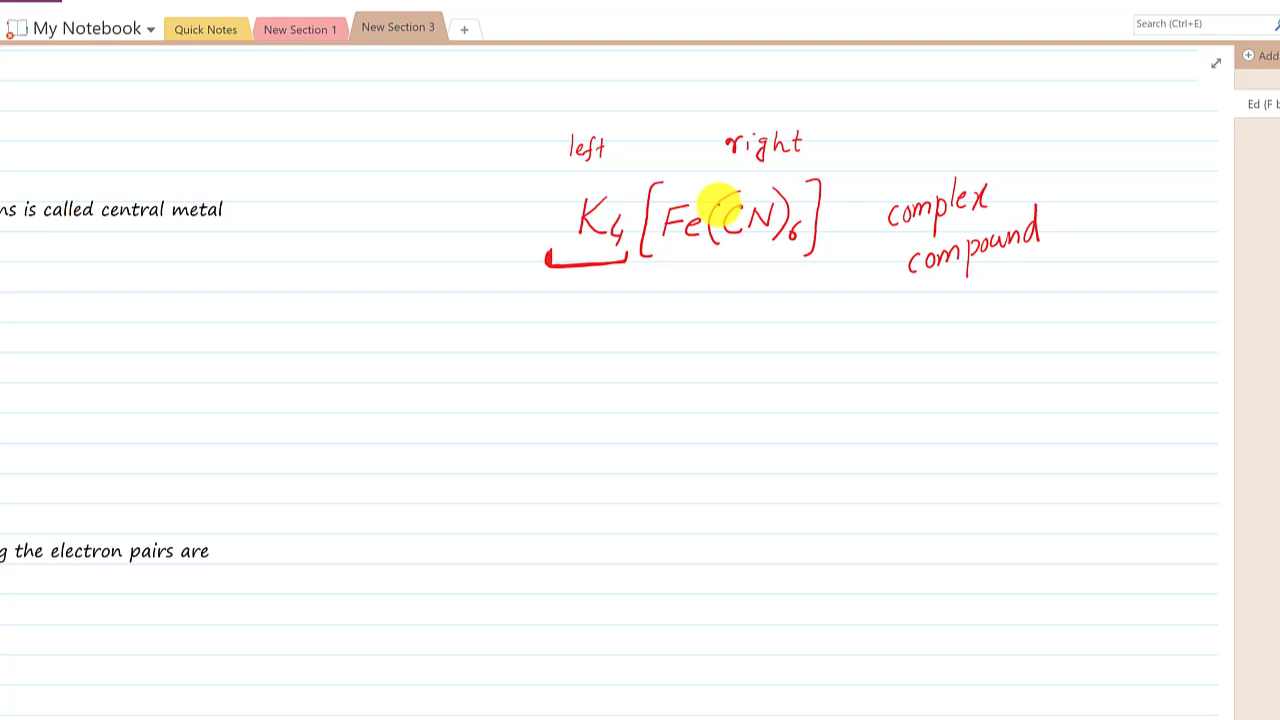 My Notebook
Quick Notes
New Section 1
New Section 3
Search (Ctrl+E)
Add
Ed (F b
left right
ns is called central metal
K4 [Fe(CN)6]
complex
compound
g the electron pairs are